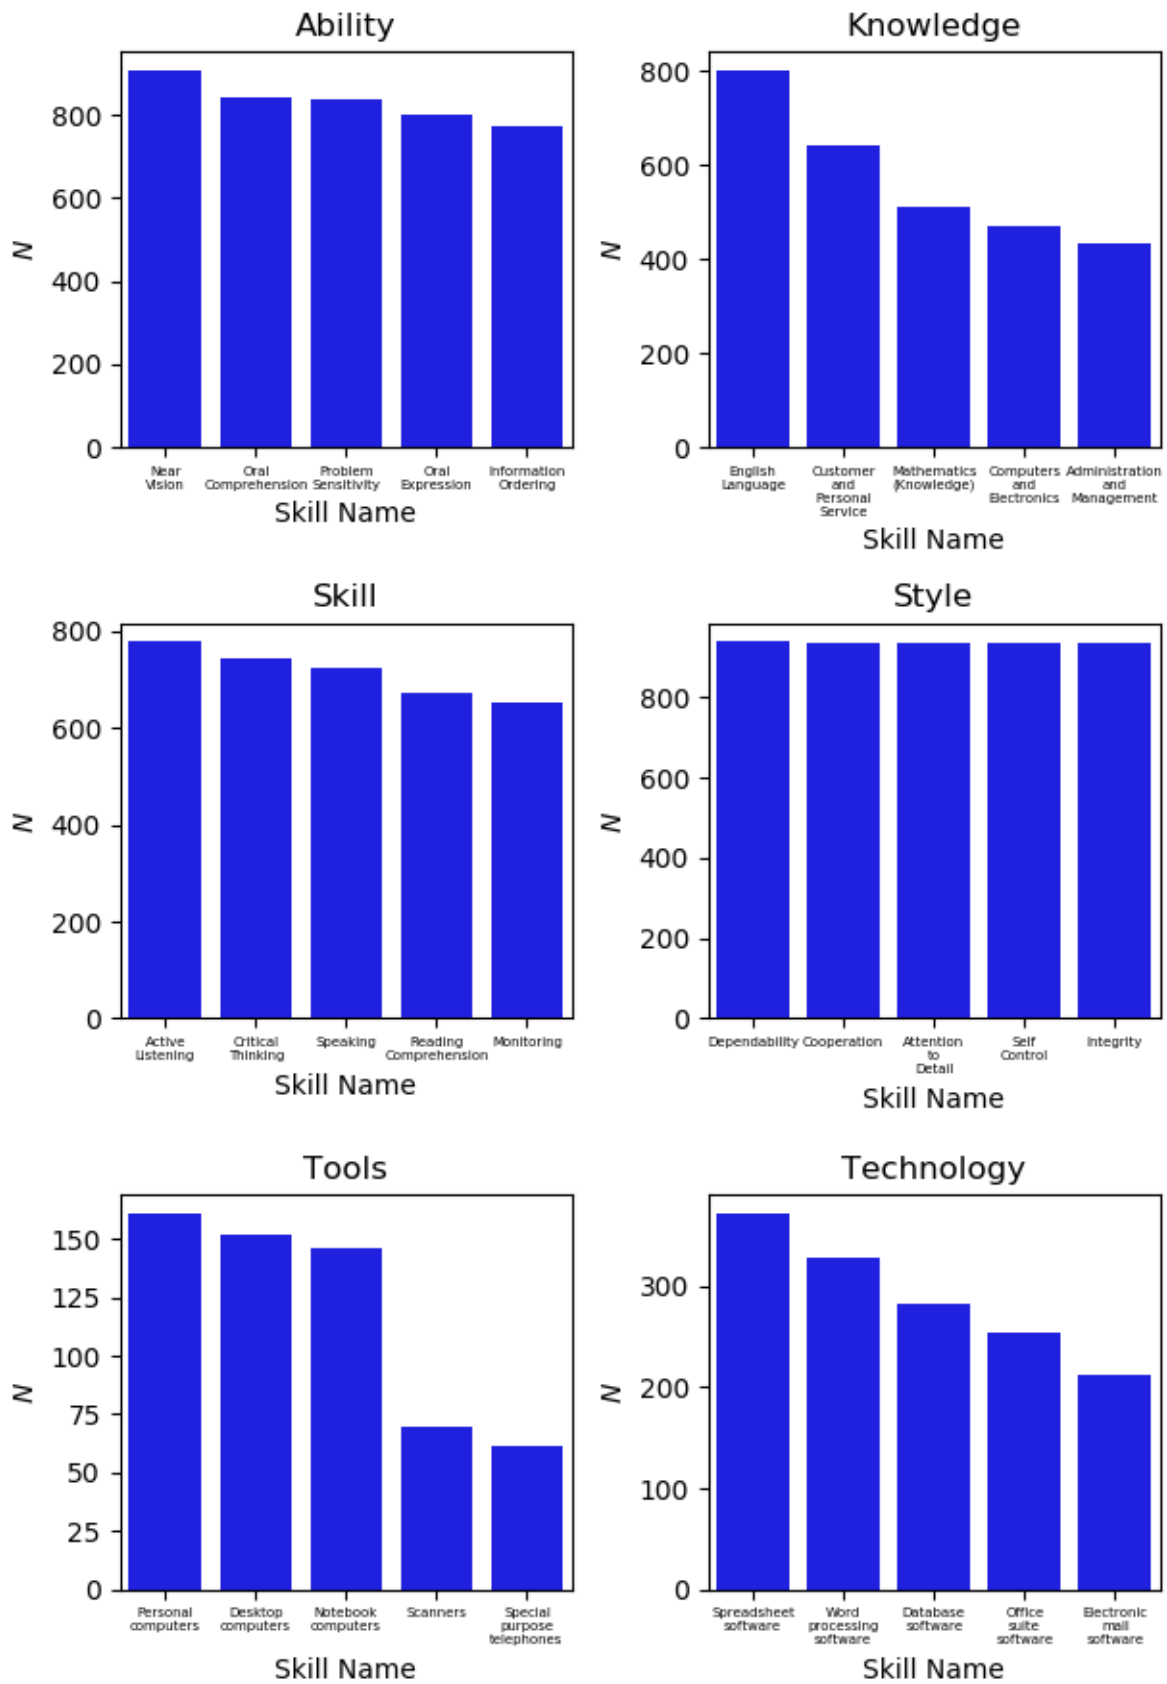 Ability
800
600
400
200
0
N
Near
Vision
Oral
Comprehension
Problem
Sensitivity
Oral
Expression
Information
Ordering
Skill Name
Knowledge
800
600
400
200
0
N
English
Language
Customer
and
Personal
Service
Mathematics
(Knowledge)
Computers
and
Electronics
Administration
and
Management
Skill Name
Skill
800
600
400
200
0
N
Active
Listening
Critical
Thinking
Speaking
Reading
Comprehension
Monitoring
Skill Name
Style
800
600
400
200
0
N
Dependability
Cooperation
Attention
to
Detail
Self
Control
Integrity
Skill Name
Tools
150
125
100
75
50
25
0
N
Personal
computers
Desktop
computers
Notebook
computers
Scanners
Special
purpose
telephones
Skill Name
Technology
300
200
100
0
N
Spreadsheet
software
Word
processing
software
Database
software
Office
suite
software
Electronic
mail
software
Skill Name